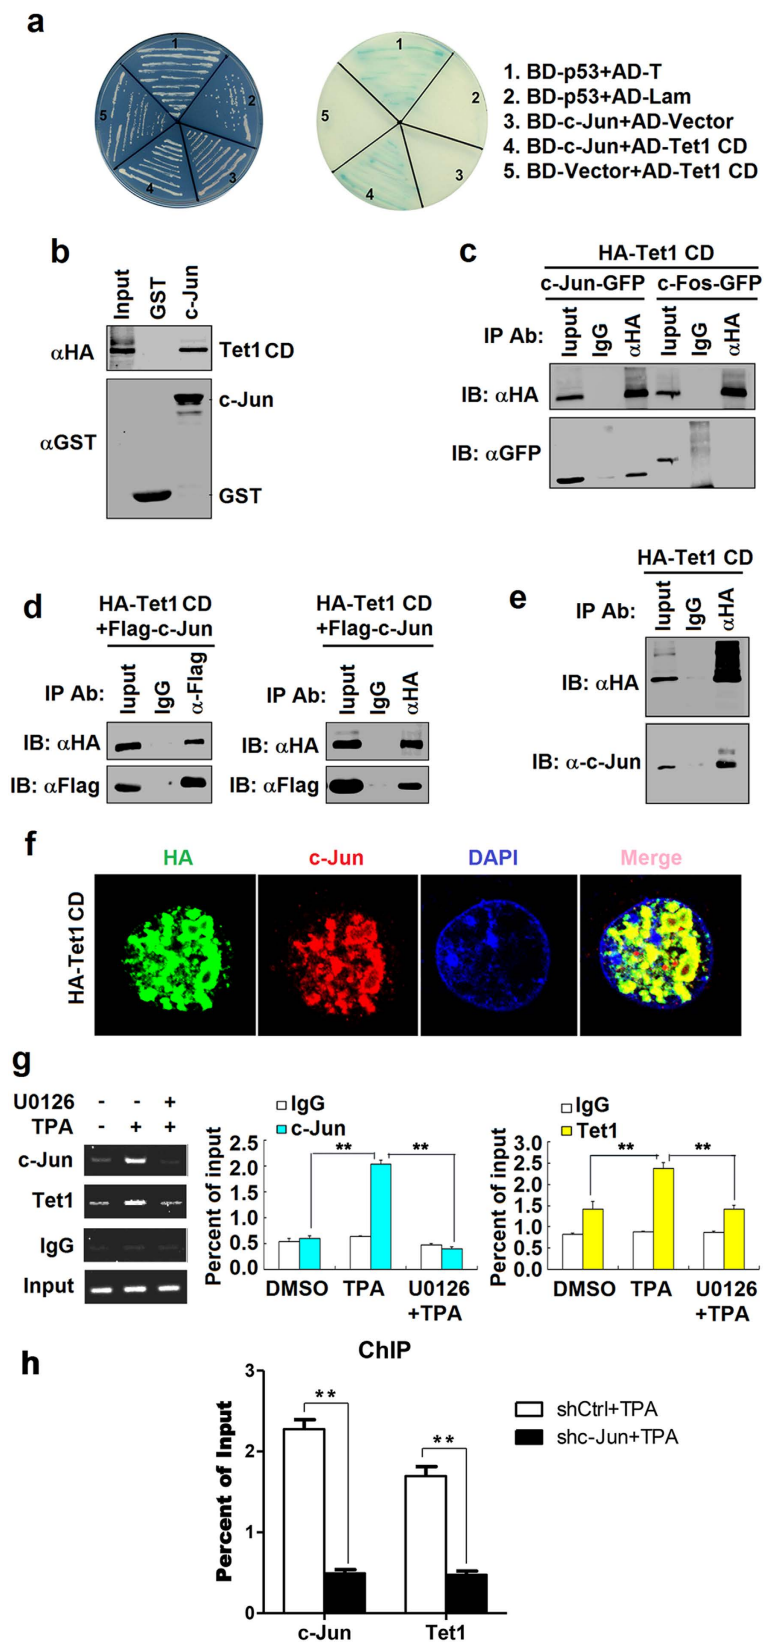 a
1
2
3
4
5
1
2
3
4
5
1. BD-p53+AD-T
2. BD-p53+AD-Lam
3. BD-c-Jun+AD-Vector
4. BD-c-Jun+AD-Tet1 CD
5. BD-Vector+AD-Tet1 CD
b
Input
GST
c-Jun
αHA
Tet1 CD
c-Jun
αGST
GST
c
HA-Tet1 CD
c-Jun-GFP c-Fos-GFP
IP Ab: Iuput IgG αHA Iuput IgG αHA
IB: αHA
IB: αGFP
d
HA-Tet1 CD
+Flag-c-Jun
IP Ab: Iuput IgG α-Flag
IB: αHA
IB: αFlag
HA-Tet1 CD
+Flag-c-Jun
IP Ab: Iuput IgG αHA
IB: αHA
IB: αFlag
e
HA-Tet1 CD
IP Ab: Iuput IgG αHA
IB: αHA
IB: α-c-Jun
f
HA c-Jun DAPI Merge
HA-Tet1 CD
g
U0126 - - +
TPA - + +
c-Jun
Tet1
IgG
Input
IgG
c-Jun
Percent of input
2.5
2.0
1.5
1.0
0.5
0.0
** **
DMSO TPA U0126
+TPA
IgG
Tet1
Percent of input
3.0
2.5
2.0
1.5
1.0
0.5
0.0
** **
DMSO TPA U0126
+TPA
h
ChIP
Percent of Input
3
2
1
0
**
**
shCtrl+TPA
shc-Jun+TPA
c-Jun Tet1